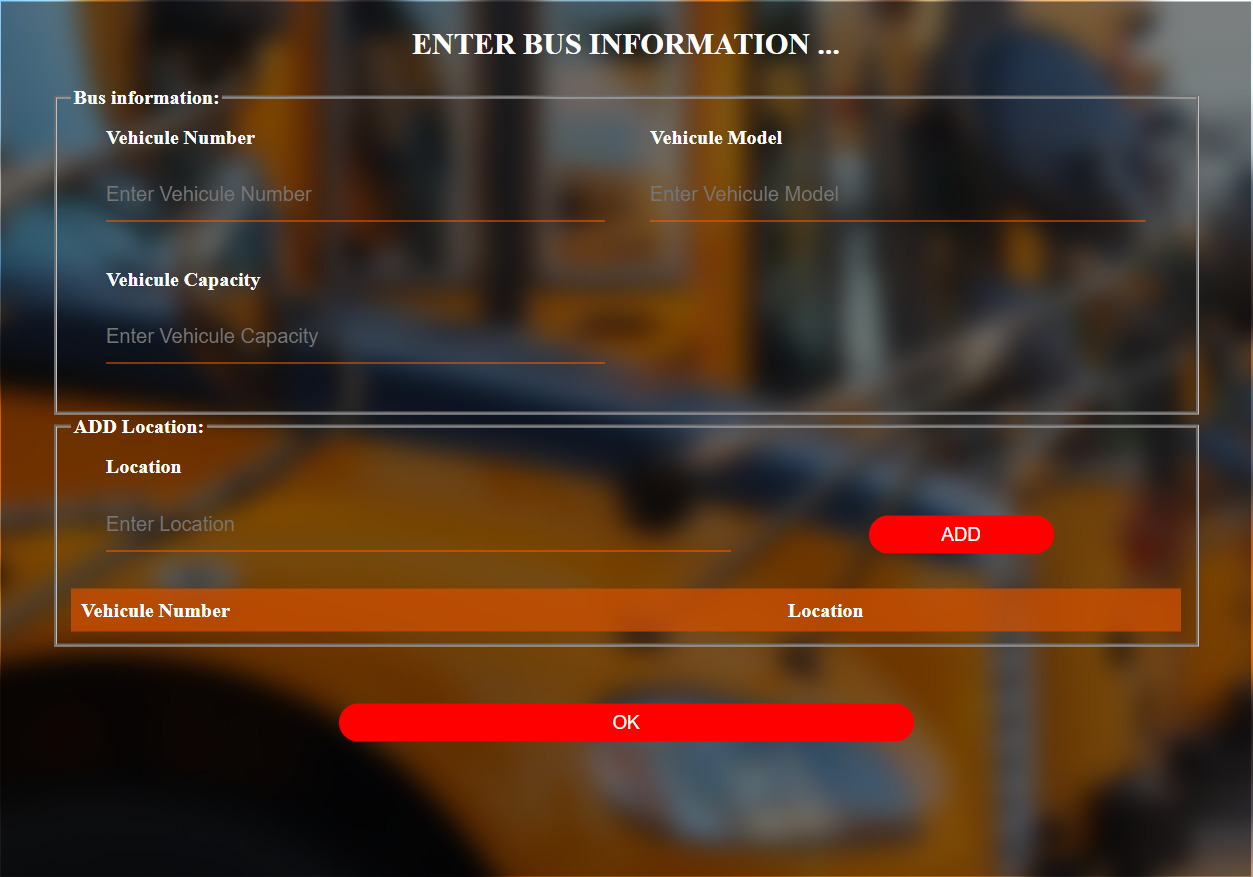 ENTER BUS INFORMATION ...
Bus information:
Vehicule Number
Vehicule Model
Enter Vehicule Number
Enter Vehicule Model
Vehicule Capacity
Enter Vehicule Capacity
ADD Location:
Location
Enter Location
ADD
Vehicule Number
Location
OK